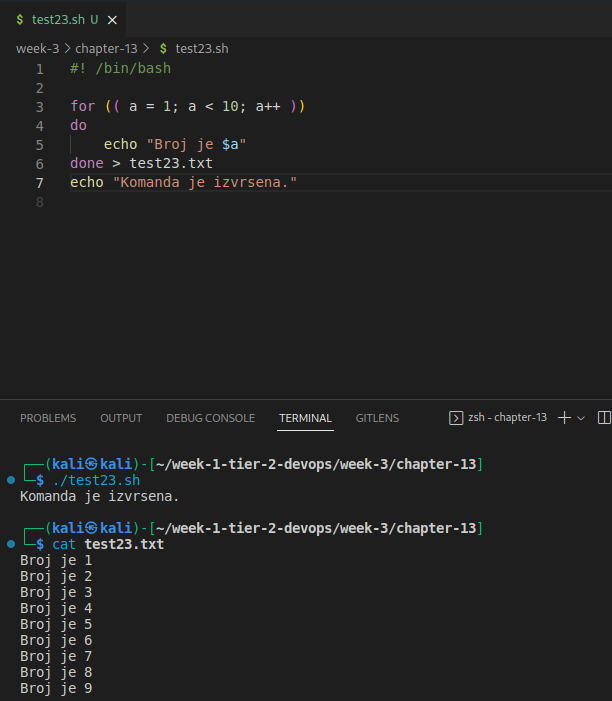 $ test23.sh U ×
week-3 > chapter-13 > $ test23.sh
1 #! /bin/bash
2
3 for (( a = 1; a < 10; a++ ))
4 do
5 echo "Broj je $a"
6 done > test23.txt
7 echo "Komanda je izvrsena."
8
PROBLEMS OUTPUT DEBUG CONSOLE TERMINAL GITLENS zsh - chapter-13
┌──(kali㉿kali)-[~/week-1-tier-2-devops/week-3/chapter-13]
└─$ ./test23.sh
Komanda je izvrsena.
┌──(kali㉿kali)-[~/week-1-tier-2-devops/week-3/chapter-13]
└─$ cat test23.txt
Broj je 1
Broj je 2
Broj je 3
Broj je 4
Broj je 5
Broj je 6
Broj je 7
Broj je 8
Broj je 9